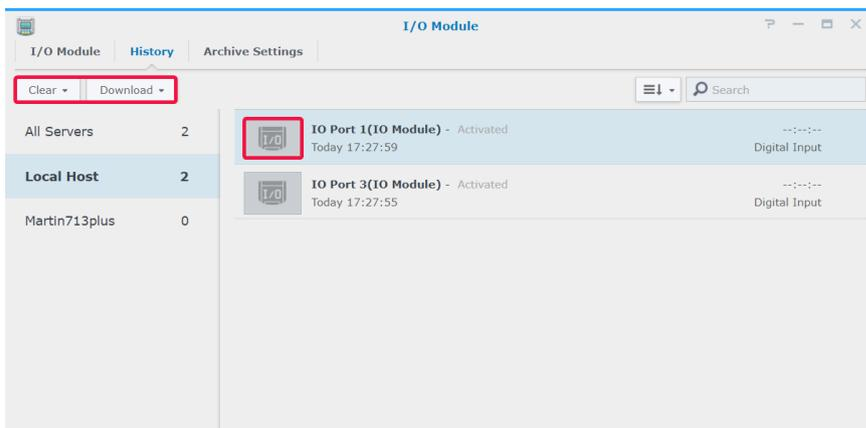 I/O Module
I/O Module History Archive Settings
Clear Download Search
All Servers 2
Local Host 2
Martin713plus 0
I/O IO Port 1(IO Module) - Activated --:--:--
Today 17:27:59 Digital Input
I/O IO Port 3(IO Module) - Activated --:--:--
Today 17:27:55 Digital Input